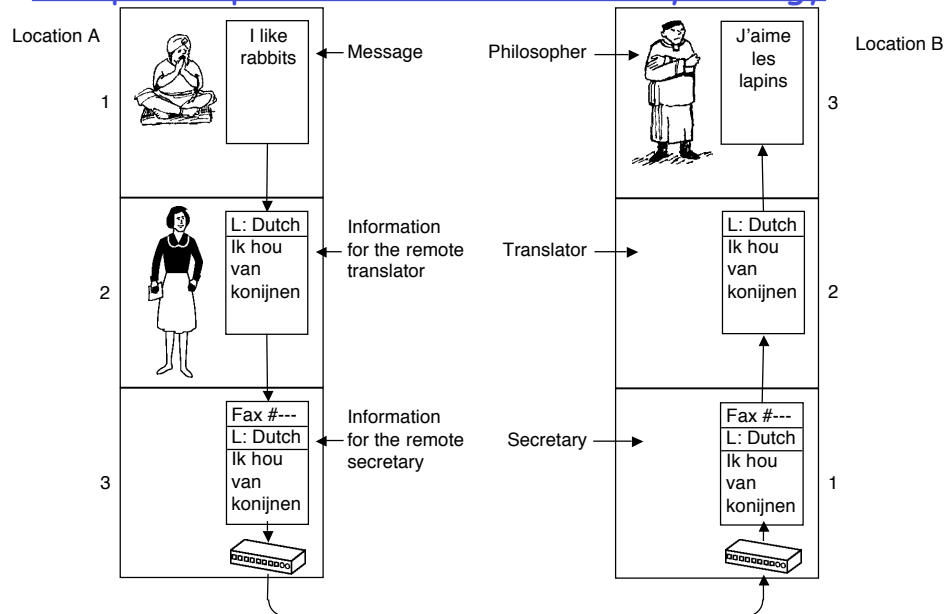 Location A
I like
rabbits
Message
Philosopher
J'aime
les
lapins
Location B
1
3
L: Dutch
Ik hou
van
konijnen
Information
for the remote
translator
Translator
L: Dutch
Ik hou
van
konijnen
2
2
Fax #---
L: Dutch
Ik hou
van
konijnen
Information
for the remote
secretary
Secretary
Fax #---
L: Dutch
Ik hou
van
konijnen
3
1